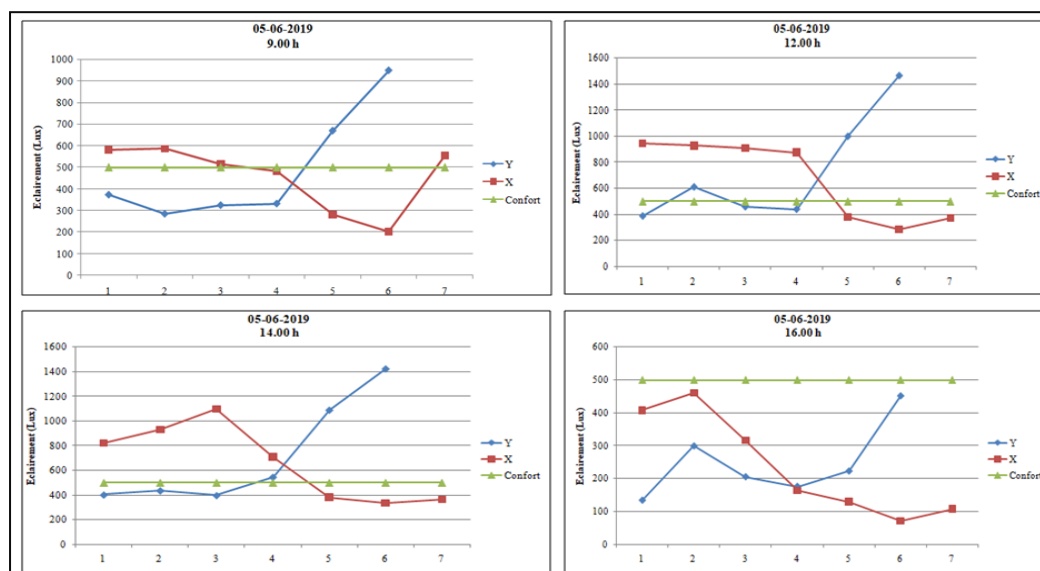 05-06-2019
9.00 h
Eclairement (Lux)
1000
900
800
700
600
500
400
300
200
100
0
1 2 3 4 5 6 7
Y
X
Confort
05-06-2019
12.00 h
Eclairement (Lux)
1600
1400
1200
1000
800
600
400
200
0
1 2 3 4 5 6 7
Y
X
Confort
05-06-2019
14.00 h
Eclairement (Lux)
1600
1400
1200
1000
800
600
400
200
0
1 2 3 4 5 6 7
Y
X
Confort
05-06-2019
16.00 h
Eclairement (Lux)
600
500
400
300
200
100
0
1 2 3 4 5 6 7
Y
X
Confort